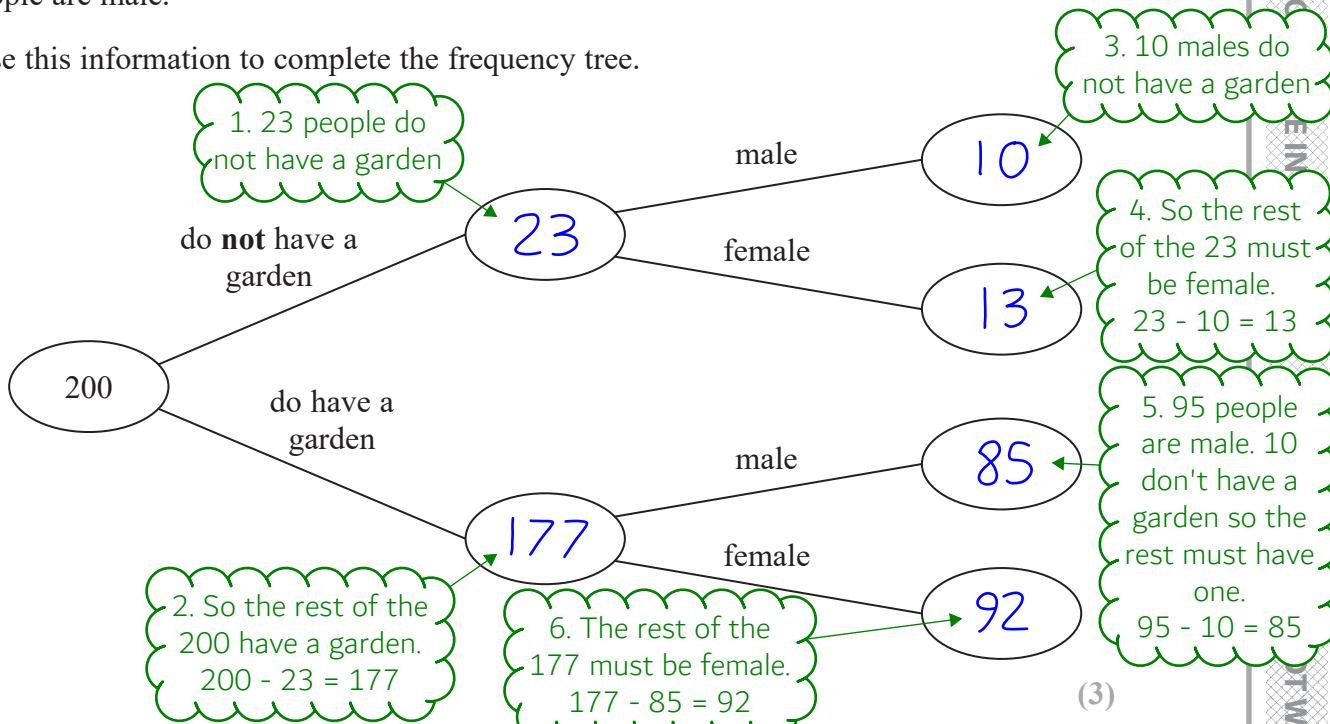 ople are male.
se this information to complete the frequency tree.
3. 10 males do
not have a garden
1. 23 people do
not have a garden
male
10
do not have a
garden
23
female
4. So the rest
of the 23 must
be female.
23 - 10 = 13
13
200
do have a
garden
male
85
5. 95 people
are male. 10
don't have a
garden so the
rest must have
one.
95 - 10 = 85
177
female
92
2. So the rest of the
200 have a garden.
200 - 23 = 177
6. The rest of the
177 must be female.
177 - 85 = 92
(3)
E IN
OT W